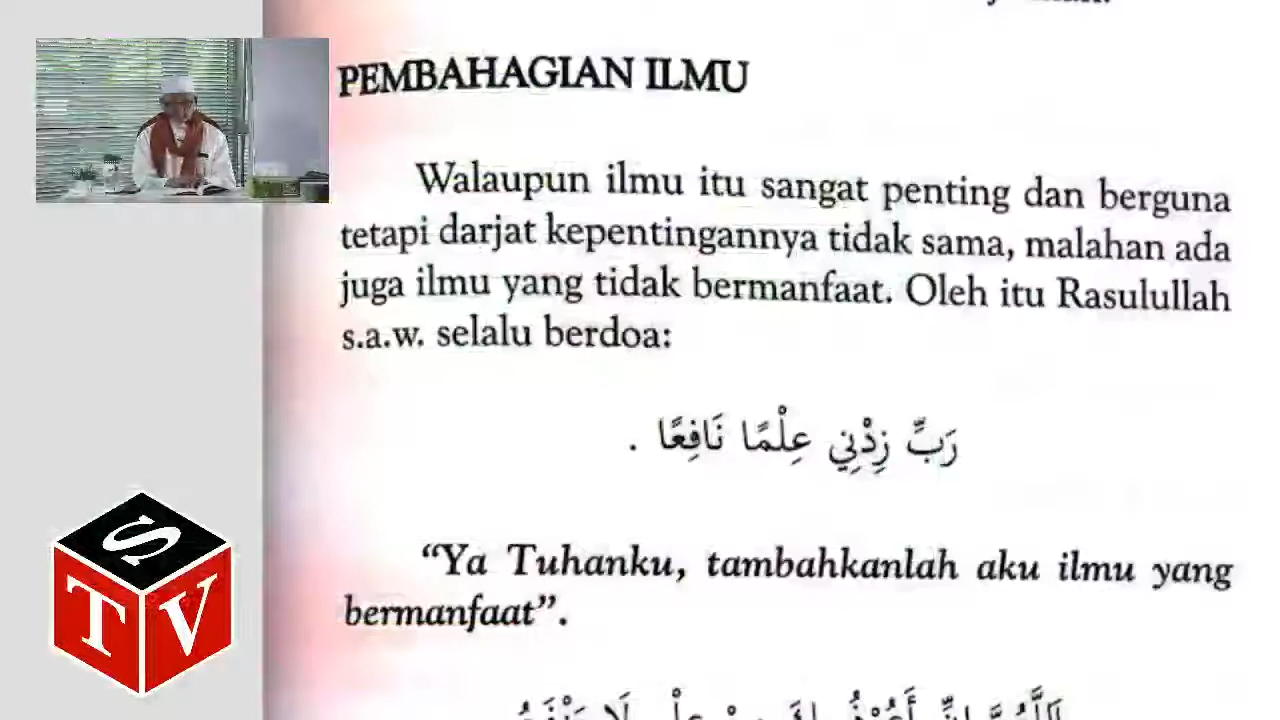 PEMBAHAGIAN ILMU
Walaupun ilmu itu sangat penting dan berguna
tetapi darjat kepentingannya tidak sama, malahan ada
juga ilmu yang tidak bermanfaat. Oleh itu Rasulullah
s.a.w. selalu berdoa:
رَبِّ زِدْنِي عِلْمًا نَافِعًا .
“Ya Tuhanku, tambahkanlah aku ilmu yang
bermanfaat”.
S
T V